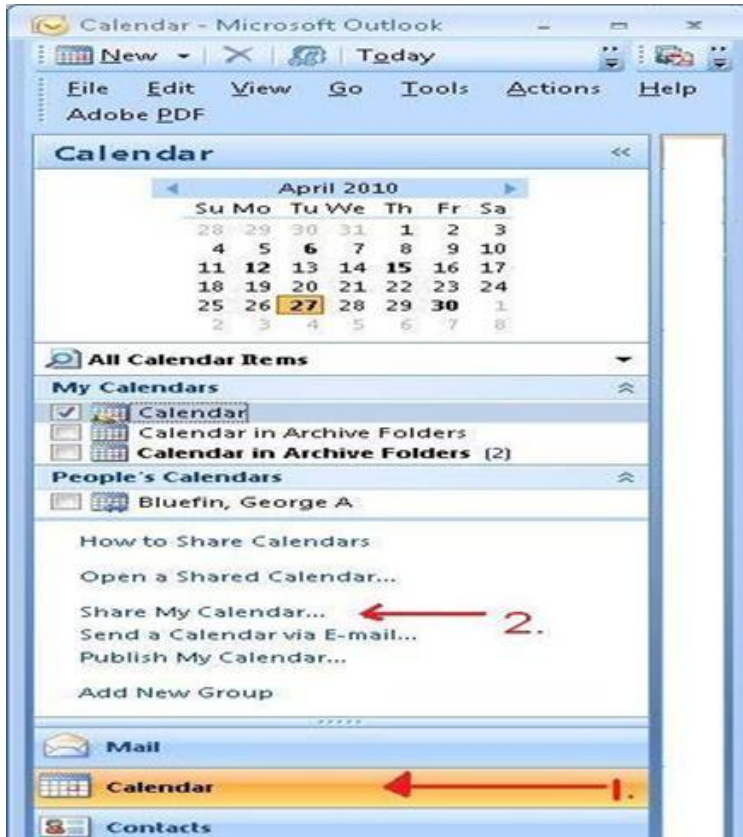 Calendar - Microsoft Outlook
New Today
File Edit View Go Tools Actions Help
Adobe PDF
Calendar <<
April 2010
Su Mo Tu We Th Fr Sa
28 29 30 31 1 2 3
4 5 6 7 8 9 10
11 12 13 14 15 16 17
18 19 20 21 22 23 24
25 26 27 28 29 30 1
2 3 4 5 6 7 8
All Calendar Items
My Calendars
Calendar
Calendar in Archive Folders
Calendar in Archive Folders (2)
People's Calendars
Bluefin, George A
How to Share Calendars
Open a Shared Calendar...
Share My Calendar... 2.
Send a Calendar via E-mail...
Publish My Calendar...
Add New Group
Mail
Calendar 1.
Contacts